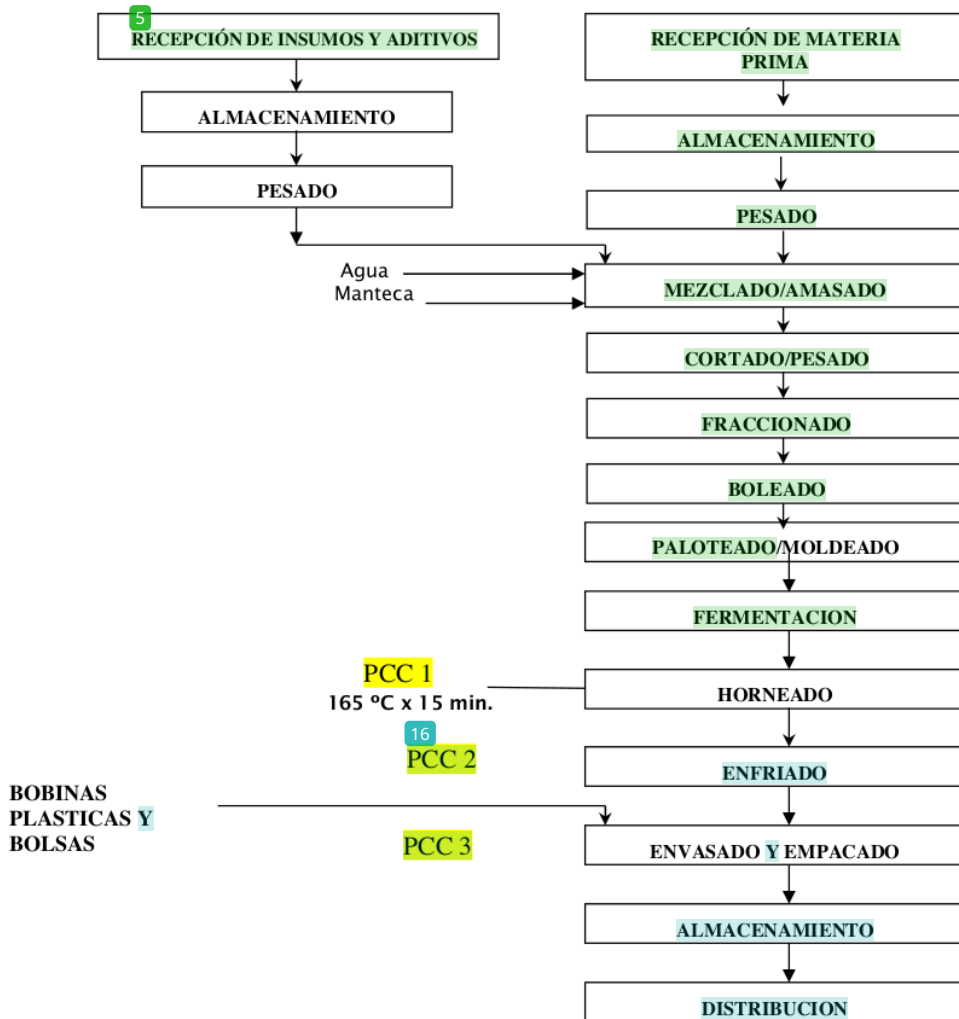 5
RECEPCIÓN DE INSUMOS Y ADITIVOS
ALMACENAMIENTO
PESADO
RECEPCIÓN DE MATERIA
PRIMA
ALMACENAMIENTO
PESADO
Agua
Manteca
MEZCLADO/AMASADO
CORTADO/PESADO
FRACCIONADO
BOLEADO
PALOTEADO/MOLDEADO
FERMENTACION
PCC 1
165 ºC x 15 min.
HORNEADO
16
PCC 2
ENFRIADO
BOBINAS
PLASTICAS Y
BOLSAS
PCC 3
ENVASADO Y EMPACADO
ALMACENAMIENTO
DISTRIBUCION